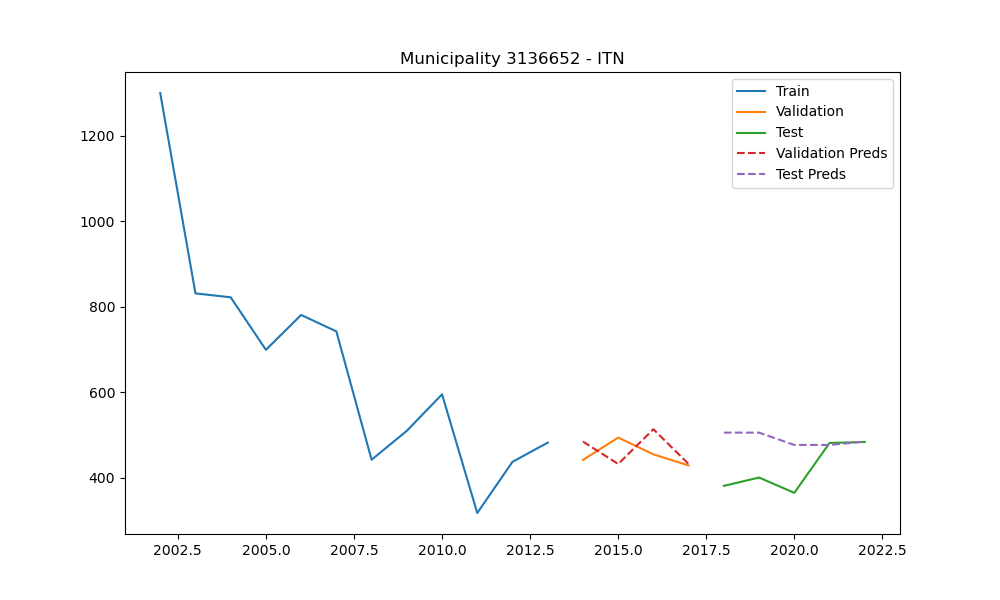 Municipality 3136652 - ITN
Train
Validation
Test
Validation Preds
Test Preds
1200
1000
800
600
400
2002.5 2005.0 2007.5 2010.0 2012.5 2015.0 2017.5 2020.0 2022.5